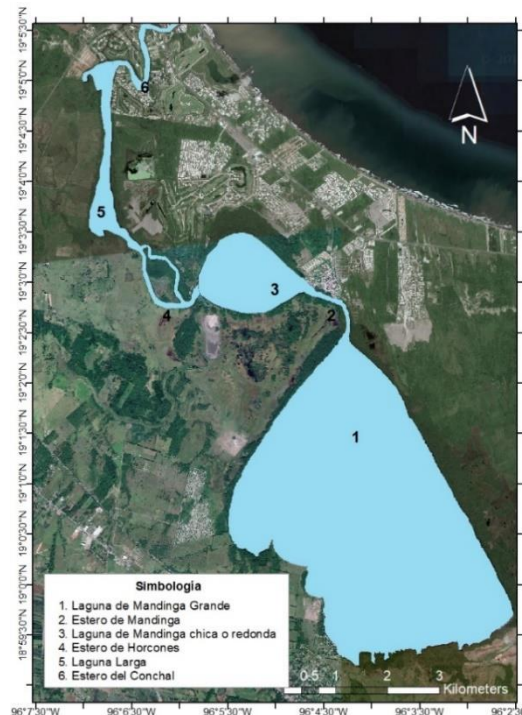 19°5'30"N
19°5'0"N
19°4'30"N
19°4'0"N
19°3'30"N
19°3'0"N
19°2'30"N
19°2'0"N
19°1'30"N
19°1'0"N
19°0'30"N
19°0'0"N
18°59'30"N
6
N
5
3
4
2
1
Simbologia
1. Laguna de Mandinga Grande
2. Estero de Mandinga
3. Laguna de Mandinga chica o redonda
4. Estero de Horcones
5. Laguna Larga
6. Estero del Conchal
0 0.5 1 2 3
Kilometers
96°7'30"W 96°6'30"W 96°5'30"W 96°4'30"W 96°3'30"W